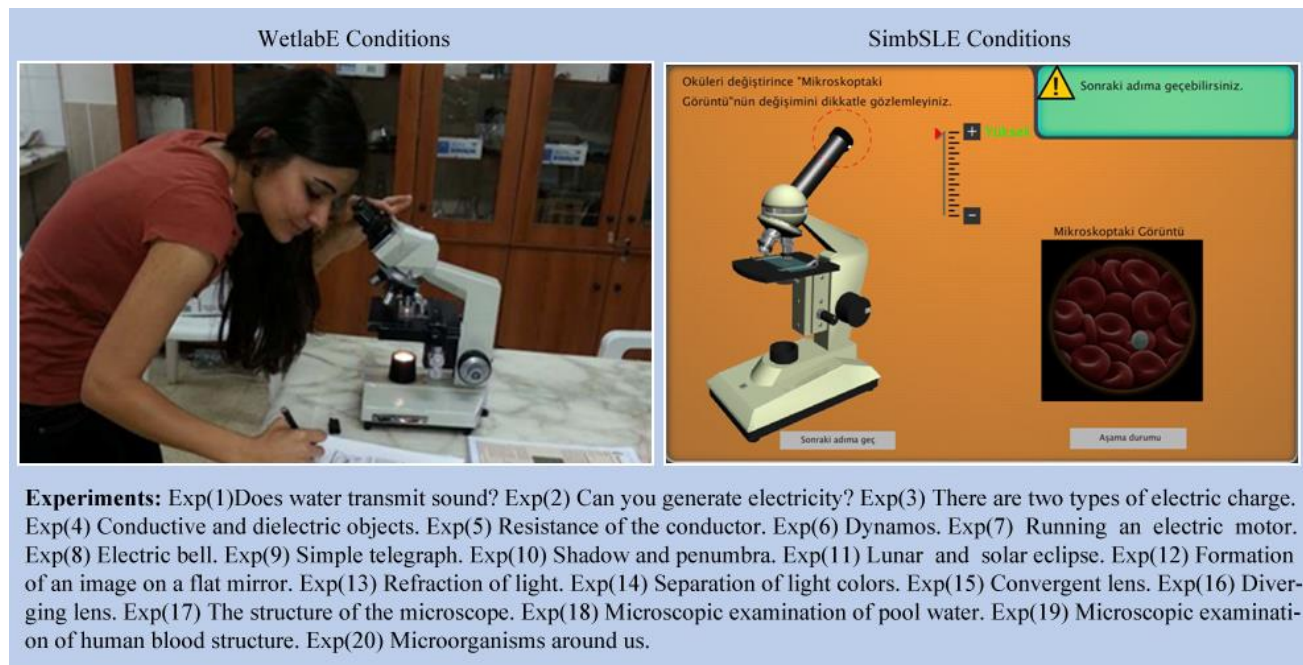 WetlabE Conditions
SimbSLE Conditions
Oküleri değiştirince "Mikroskoptaki
Görüntü"nün değişimini dikkatle gözlemleyiniz.
Sonraki adıma geçebilirsiniz.
+ Yüksek
-
Mikroskoptaki Görüntü
Sonraki adıma geç
Aşama durumu
Experiments: Exp(1)Does water transmit sound? Exp(2) Can you generate electricity? Exp(3) There are two types of electric charge.
Exp(4) Conductive and dielectric objects. Exp(5) Resistance of the conductor. Exp(6) Dynamos. Exp(7) Running an electric motor.
Exp(8) Electric bell. Exp(9) Simple telegraph. Exp(10) Shadow and penumbra. Exp(11) Lunar and solar eclipse. Exp(12) Formation
of an image on a flat mirror. Exp(13) Refraction of light. Exp(14) Separation of light colors. Exp(15) Convergent lens. Exp(16) Diver-
ging lens. Exp(17) The structure of the microscope. Exp(18) Microscopic examination of pool water. Exp(19) Microscopic examinati-
on of human blood structure. Exp(20) Microorganisms around us.